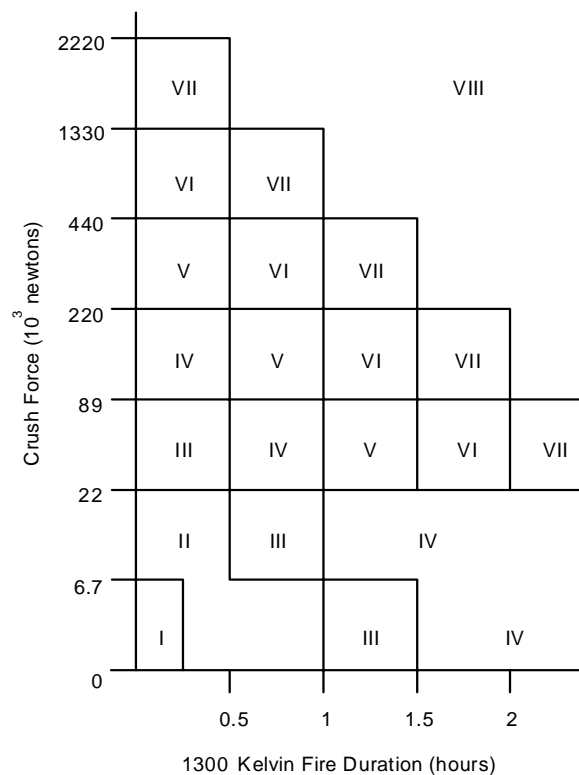 2220
VII VIII
1330
VI VII
440
V VI VII
220
IV V VI VII
89
III IV V VI VII
22
II III IV
6.7
I III IV
0
0.5 1 1.5 2
1300 Kelvin Fire Duration (hours)
Crush Force (10³ newtons)